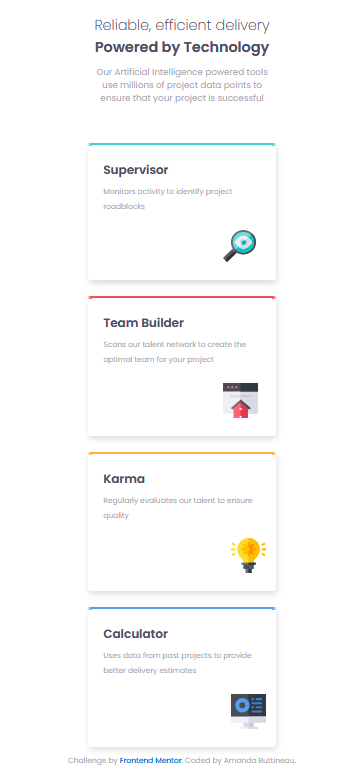 Reliable, efficient delivery
Powered by Technology
Our Artificial Intelligence powered tools
use millions of project data points to
ensure that your project is successful
Supervisor
Monitors activity to identify project
roadblocks
Team Builder
Scans our talent network to create the
optimal team for your project
Karma
Regularly evaluates our talent to ensure
quality
Calculator
Uses data from past projects to provide
better delivery estimates
Challenge by Frontend Mentor. Coded by Amanda Buttineau.